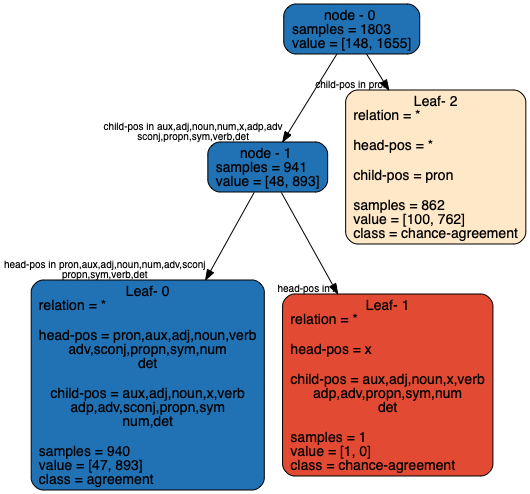 node - 0
samples = 1803
value = [148, 1655]
child-pos in pron
child-pos in aux,adj,noun,num,x,adp,adv
sconj,propn,sym,verb,det
Leaf- 2
relation = *
head-pos = *
child-pos = pron
samples = 862
value = [100, 762]
class = chance-agreement
node - 1
samples = 941
value = [48, 893]
head-pos in pron,aux,adj,noun,num,adv,sconj
propn,sym,verb,det
head-pos in
Leaf- 0
relation = *
head-pos = pron,aux,adj,noun,verb
adv,sconj,propn,sym,num
det
child-pos = aux,adj,noun,x,verb
adp,adv,sconj,propn,sym
num,det
samples = 940
value = [47, 893]
class = agreement
Leaf- 1
relation = *
head-pos = x
child-pos = aux,adj,noun,x,verb
adp,adv,propn,sym,num
det
samples = 1
value = [1, 0]
class = chance-agreement